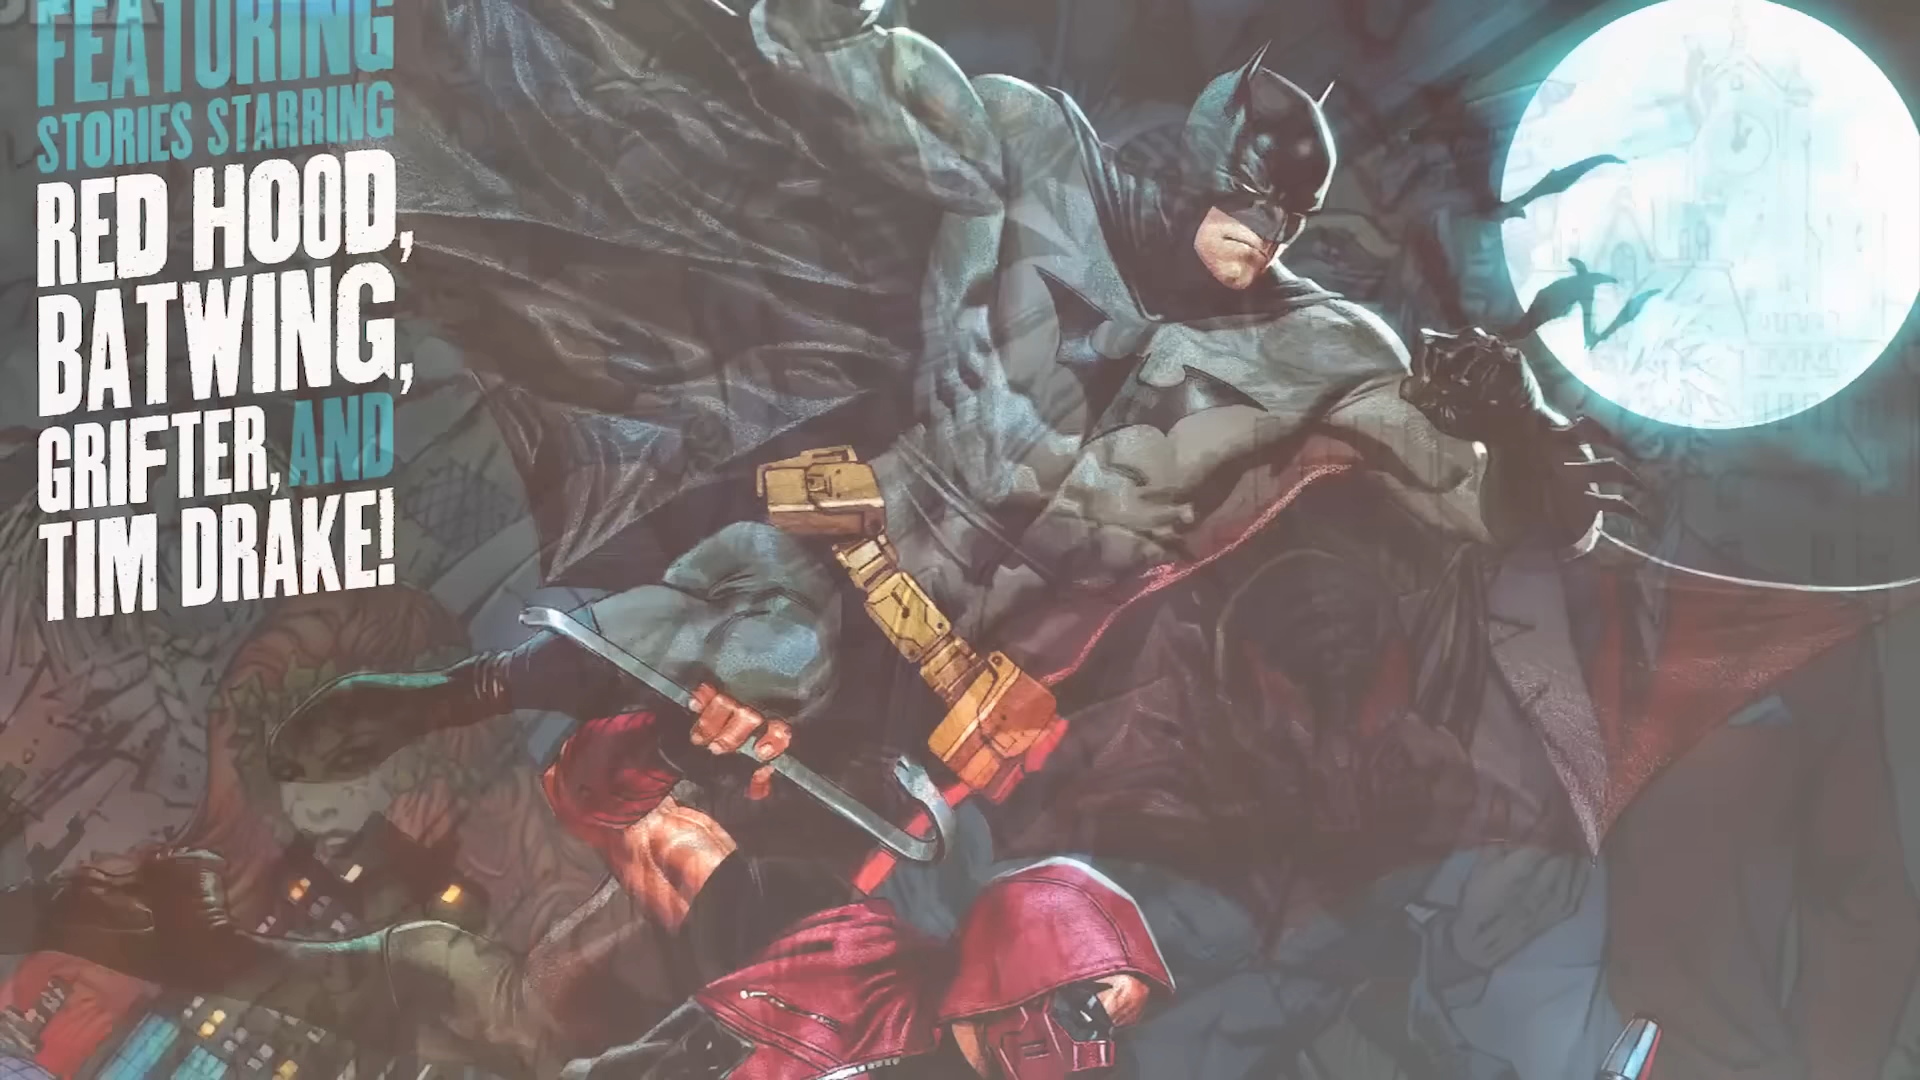 FEATURING
STORIES STARRING
RED HOOD,
BATWING,
GRIFTER, AND
TIM DRAKE!